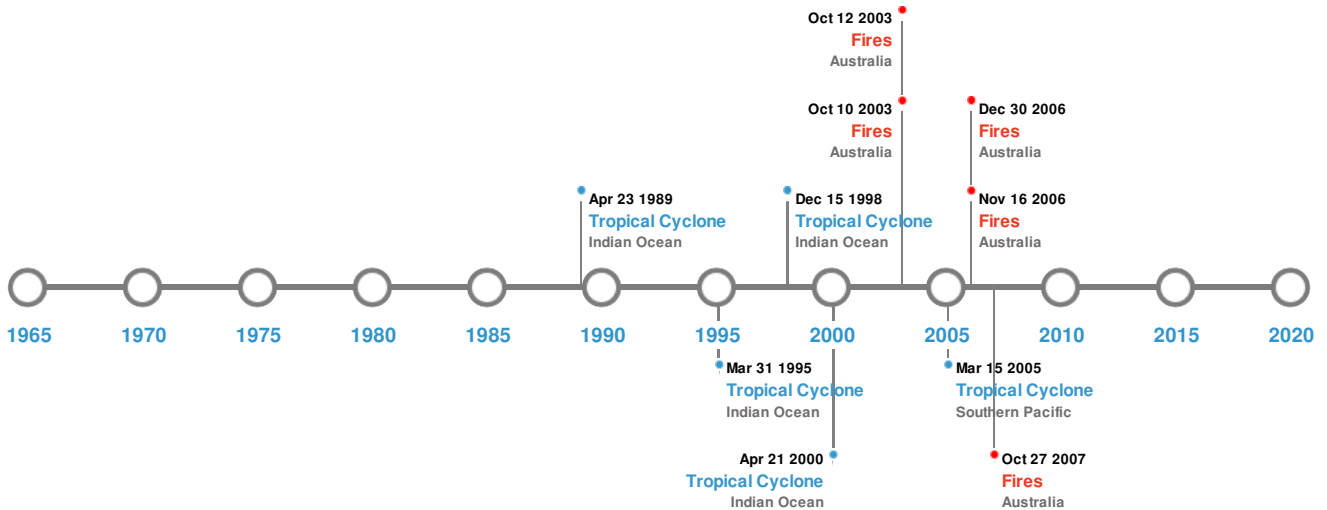 Oct 12 2003
Fires
Australia
Oct 10 2003
Fires
Australia
Dec 30 2006
Fires
Australia
Apr 23 1989
Tropical Cyclone
Indian Ocean
Dec 15 1998
Tropical Cyclone
Indian Ocean
Nov 16 2006
Fires
Australia
1965 1970 1975 1980 1985 1990 1995 2000 2005 2010 2015 2020
Mar 31 1995
Tropical Cyclone
Indian Ocean
Mar 15 2005
Tropical Cyclone
Southern Pacific
Apr 21 2000
Tropical Cyclone
Indian Ocean
Oct 27 2007
Fires
Australia